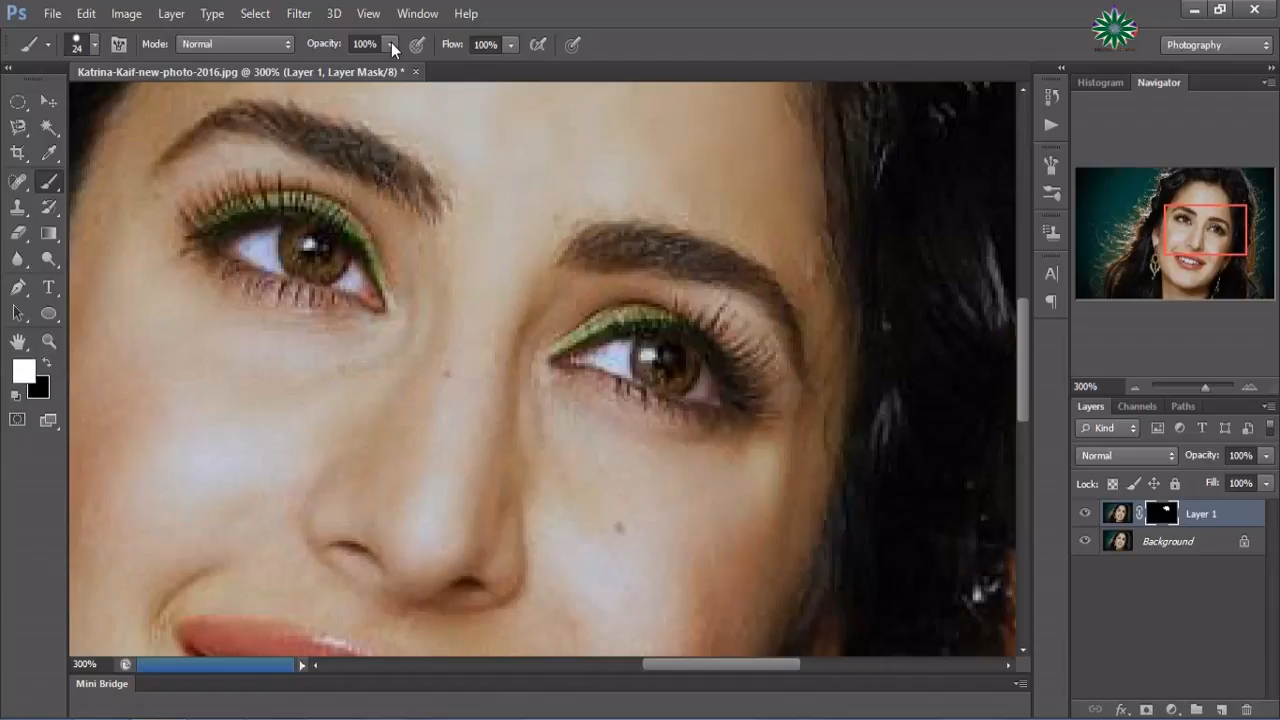 Ps File Edit Image Layer Type Select Filter 3D View Window Help
24 Mode: Normal Opacity: 100% Flow: 100% Photography
Katrina-Kaif-new-photo-2016.jpg @ 300% (Layer 1, Layer Mask/8) *
Histogram Navigator
300%
Layers Channels Paths
Kind
Normal Opacity: 100%
Lock: Fill: 100%
Layer 1
Background
300%
Mini Bridge